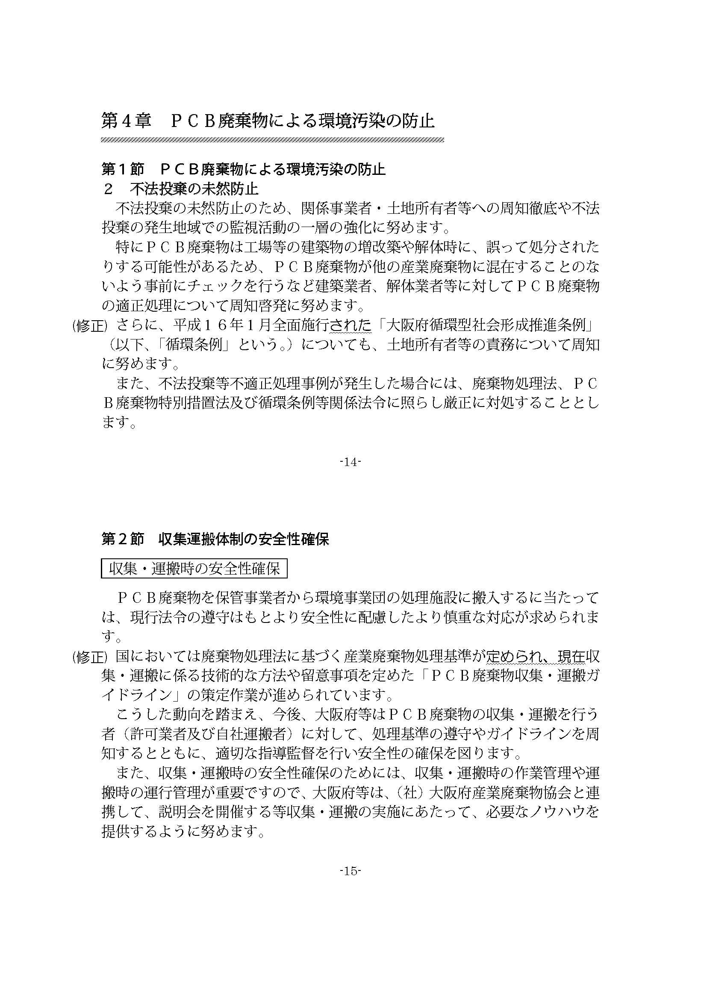 第４章　ＰＣＢ廃棄物による環境汚染の防止
第１節　ＰＣＢ廃棄物による環境汚染の防止
２　不法投棄の未然防止
　不法投棄の未然防止のため、関係事業者・土地所有者等への周知徹底や不法
投棄の発生地域での監視活動の一層の強化に努めます。
　特にＰＣＢ廃棄物は工場等の建築物の増改築や解体時に、誤って処分された
りする可能性があるため、ＰＣＢ廃棄物が他の産業廃棄物に混在することのな
いよう事前にチェックを行うなど建築業者、解体業者等に対してＰＣＢ廃棄物
の適正処理について周知啓発に努めます。
(修正) さらに、平成１６年１月全面施行された「大阪府循環型社会形成推進条例」
（以下、「循環条例」という。）についても、土地所有者等の責務について周知
に努めます。
　また、不法投棄等不適正処理事例が発生した場合には、廃棄物処理法、ＰＣ
Ｂ廃棄物特別措置法及び循環条例等関係法令に照らし厳正に対処することとし
ます。
-14-
第２節　収集運搬体制の安全性確保
収集・運搬時の安全性確保
　ＰＣＢ廃棄物を保管事業者から環境事業団の処理施設に搬入するに当たって
は、現行法令の遵守はもとより安全性に配慮したより慎重な対応が求められま
す。
(修正) 国においては廃棄物処理法に基づく産業廃棄物処理基準が定められ、現在収
集・運搬に係る技術的な方法や留意事項を定めた「ＰＣＢ廃棄物収集・運搬ガ
イドライン」の策定作業が進められています。
　こうした動向を踏まえ、今後、大阪府等はＰＣＢ廃棄物の収集・運搬を行う
者（許可業者及び自社運搬者）に対して、処理基準の遵守やガイドラインを周
知するとともに、適切な指導監督を行い安全性の確保を図ります。
　また、収集・運搬時の安全性確保のためには、収集・運搬時の作業管理や運
搬時の運行管理が重要ですので、大阪府等は、（社）大阪府産業廃棄物協会と連
携して、説明会を開催する等収集・運搬の実施にあたって、必要なノウハウを
提供するように努めます。
-15-